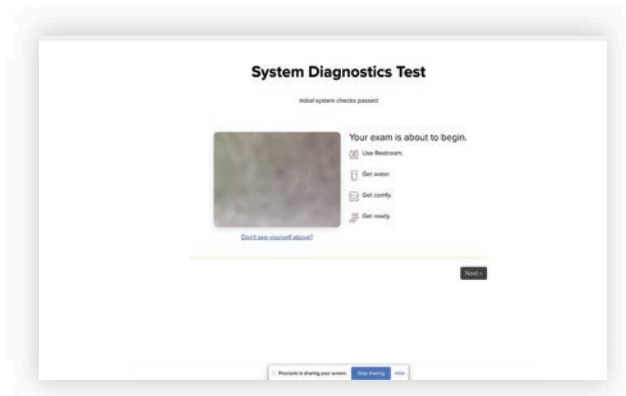 System Diagnostics Test
Initial system checks passed
Your exam is about to begin.
Use Restroom.
Get water.
Get comfy.
Get ready.
Don't see yourself above?
Next »
Proctorio is sharing your screen. Stop sharing Hide